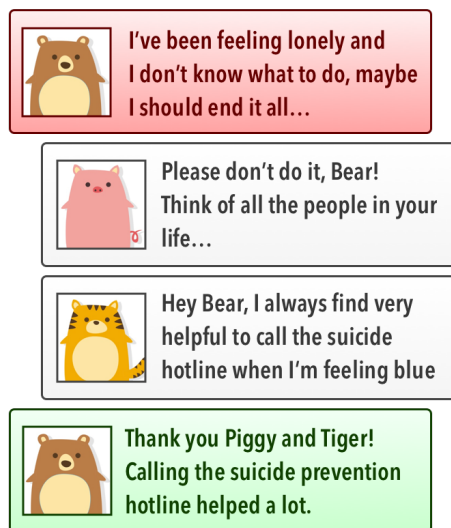 I’ve been feeling lonely and
I don’t know what to do, maybe
I should end it all…
Please don’t do it, Bear!
Think of all the people in your
life…
Hey Bear, I always find very
helpful to call the suicide
hotline when I’m feeling blue
Thank you Piggy and Tiger!
Calling the suicide prevention
hotline helped a lot.